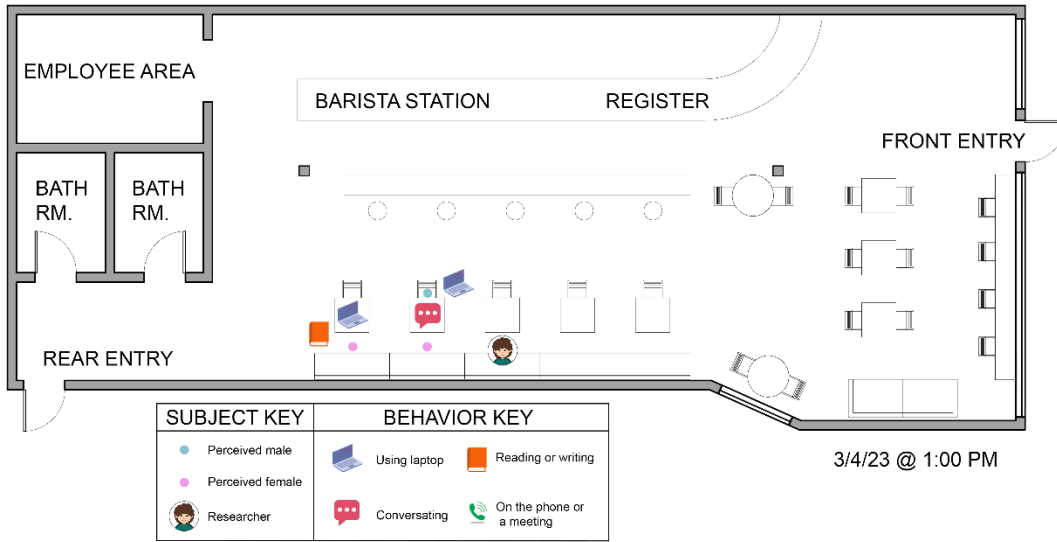 EMPLOYEE AREA
BARISTA STATION
REGISTER
FRONT ENTRY
BATH
RM.
BATH
RM.
REAR ENTRY
SUBJECT KEY
Perceived male
Perceived female
Researcher
BEHAVIOR KEY
Using laptop
Reading or writing
Conversating
On the phone or
a meeting
3/4/23 @ 1:00 PM